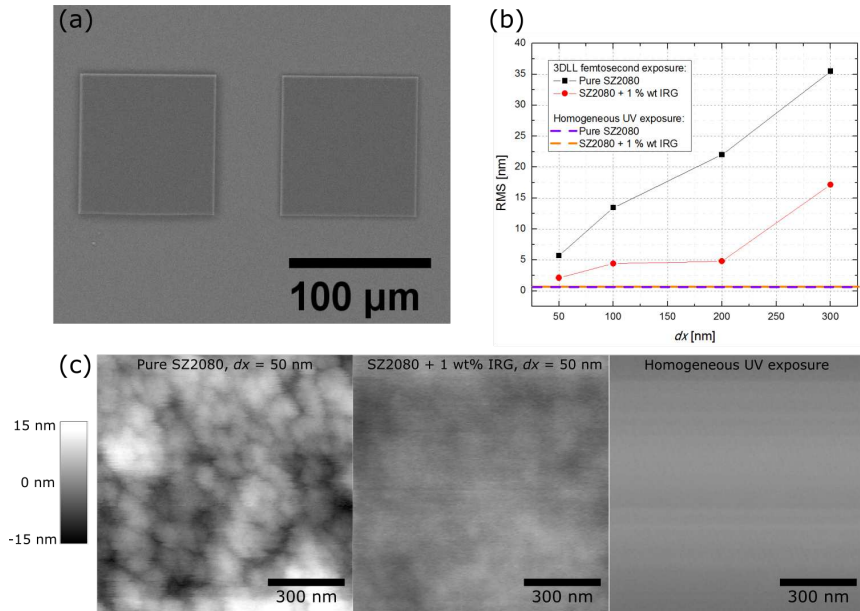 (a)
100 µm
(b)
40
35
30
25
20
15
10
5
0
RMS [nm]
3DLL femtosecond exposure:
Pure SZ2080
SZ2080 + 1 % wt IRG
Homogeneous UV exposure:
Pure SZ2080
SZ2080 + 1 % wt IRG
50 100 150 200 250 300
dx [nm]
(c)
15 nm
0 nm
-15 nm
Pure SZ2080, dx = 50 nm
300 nm
SZ2080 + 1 wt% IRG, dx = 50 nm
300 nm
Homogeneous UV exposure
300 nm